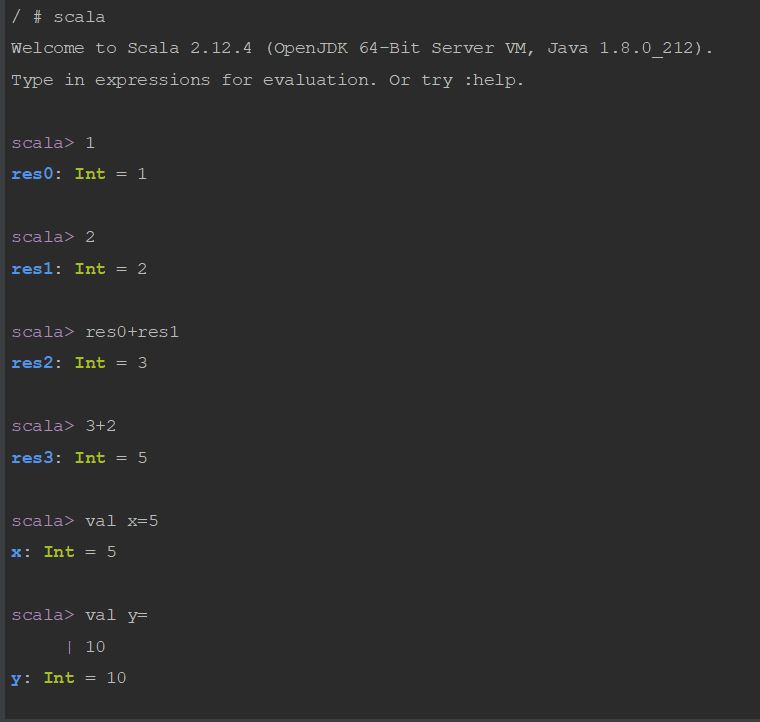 / # scala
Welcome to Scala 2.12.4 (OpenJDK 64-Bit Server VM, Java 1.8.0_212).
Type in expressions for evaluation. Or try :help.
scala> 1
res0: Int = 1
scala> 2
res1: Int = 2
scala> res0+res1
res2: Int = 3
scala> 3+2
res3: Int = 5
scala> val x=5
x: Int = 5
scala> val y=
     | 10
y: Int = 10